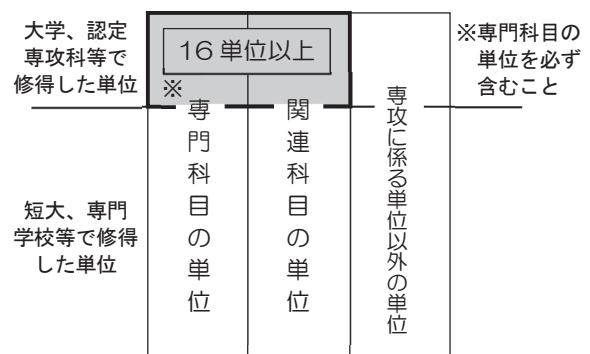 大学、認定
専攻科等で
修得した単位
16単位以上
※
※専門科目の
単位を必ず
含むこと
専門科目の単位
関連科目の単位
専攻に係る単位以外の単位
短大、専門
学校等で修得
した単位